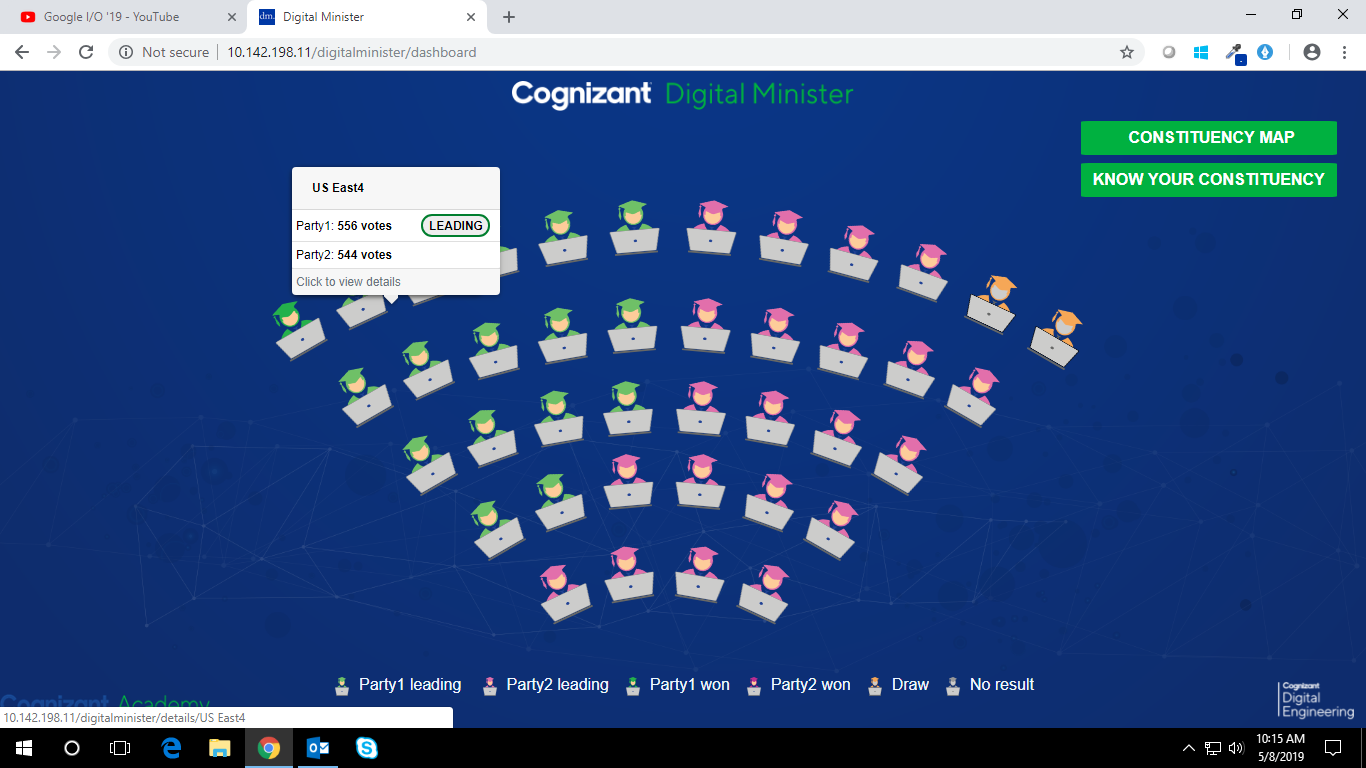 Google I/O '19 - YouTube
Digital Minister
Not secure
10.142.198.11/digitalminister/dashboard
Cognizant Digital Minister
CONSTITUENCY MAP
KNOW YOUR CONSTITUENCY
US East4
Party1: 556 votes LEADING
Party2: 544 votes
Click to view details
Party1 leading Party2 leading Party1 won Party2 won Draw No result
Cognizant Academy
Cognizant
Digital
Engineering
10.142.198.11/digitalminister/details/US East4
10:15 AM
5/8/2019